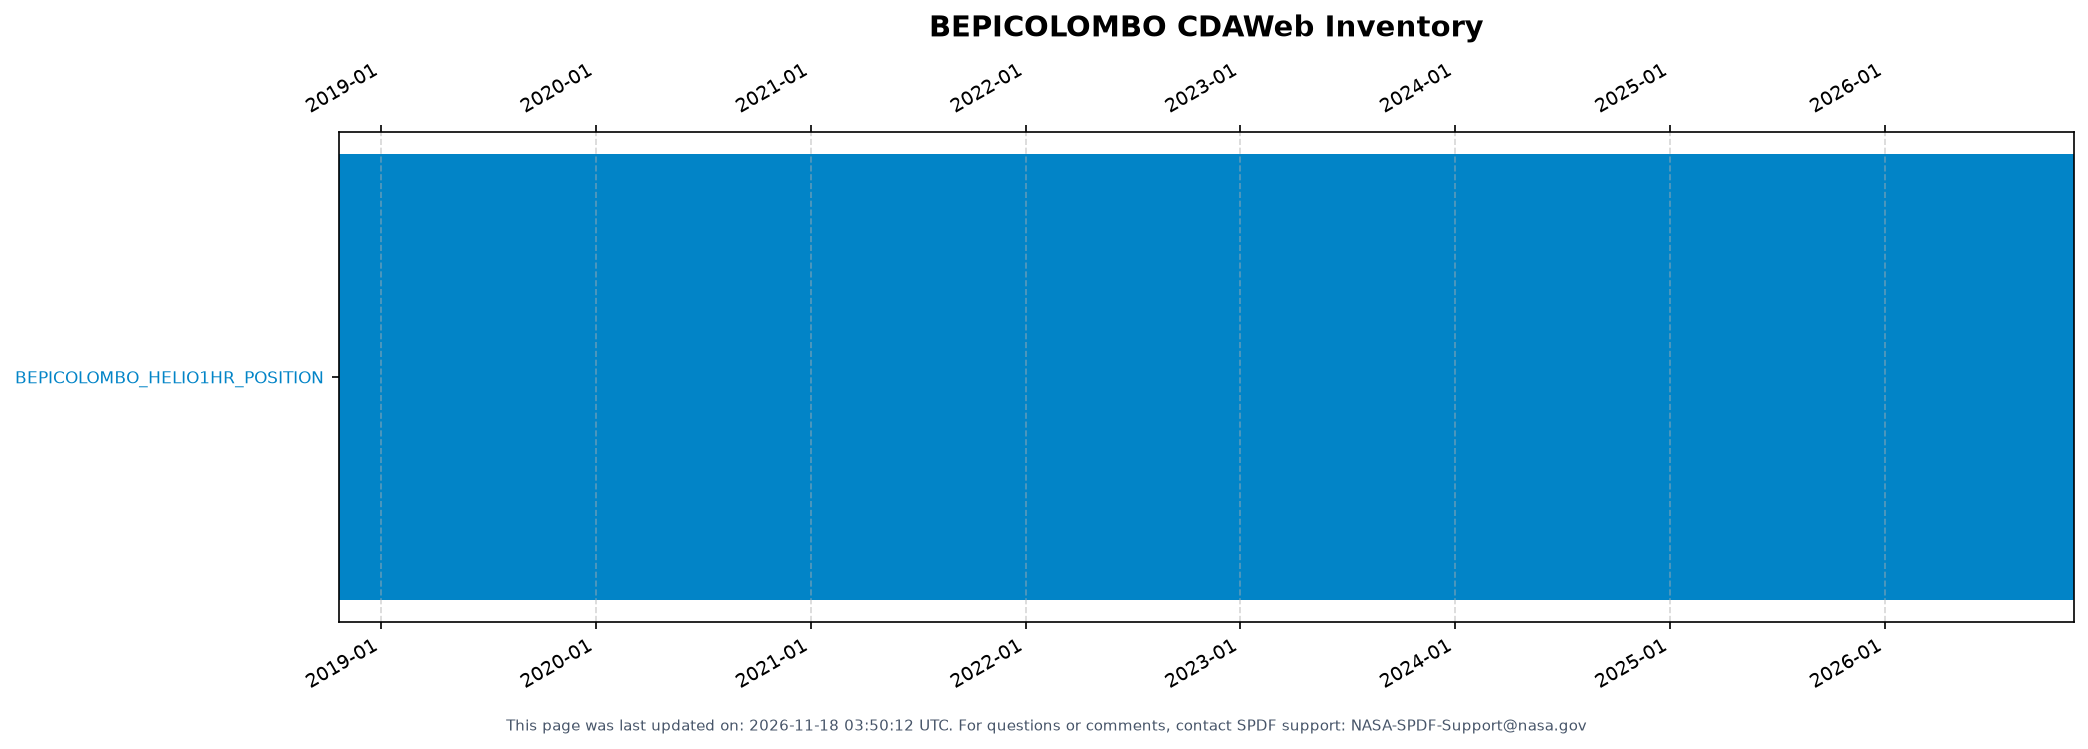 BEPICOLOMBO CDAWeb Inventory
2019-01 2020-01 2021-01 2022-01 2023-01 2024-01 2025-01 2026-01
BEPICOLOMBO_HELIO1HR_POSITION
2019-01 2020-01 2021-01 2022-01 2023-01 2024-01 2025-01 2026-01
This page was last updated on: 2026-11-18 03:50:12 UTC. For questions or comments, contact SPDF support: NASA-SPDF-Support@nasa.gov